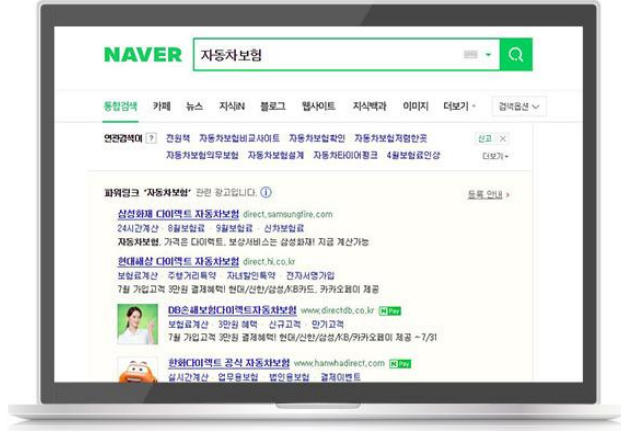 NAVER 자동차보험
통합검색 카페 뉴스 지식iN 블로그 웹사이트 지식백과 이미지 더보기 검색옵션
연관검색어 ? 전원책 자동차보험비교사이트 자동차보험확인 자동차보험저렴한곳 신고 X
자동차보험의무보험 자동차보험설계 자동차타이어펑크 4월보험료인상 더보기
파워링크 '자동차보험' 관련 광고입니다. i 등록 안내 >
삼성화재 다이렉트 자동차보험 direct.samsungfire.com
24시간계산 · 8월보험료 · 9월보험료 · 신차보험료
자동차보험, 가격은 다이렉트, 보상서비스는 삼성화재! 지금 계산가능
현대해상 다이렉트 자동차보험 direct.hi.co.kr
보험료계산 · 주행거리특약 · 자녀할인특약 · 전자서명가입
7월 가입고객 3만원 결제혜택! 현대/신한/삼성/KB카드, 카카오페이 제공
DB손해보험다이렉트자동차보험 www.directdb.co.kr N Pay
보험료계산 · 3만원 혜택 · 신규고객 · 만기고객
7월 가입고객 3만원 결제혜택! 현대/신한/삼성/KB/카카오페이 제공 ~7/31
한화다이렉트 공식 자동차보험 www.hanwhadirect.com N Pay
실시간계산 · 업무용보험 · 법인용보험 · 결제이벤트